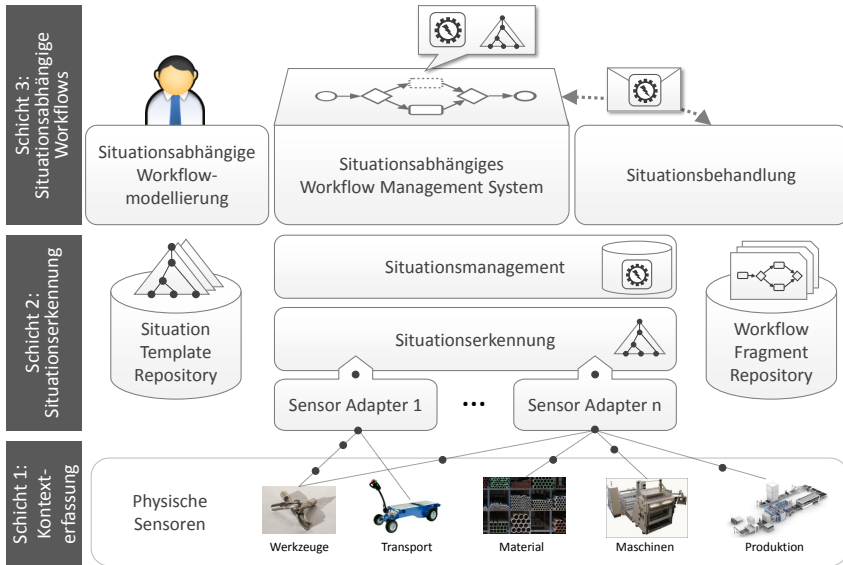 Schicht 3:
Situationsabhängige
Workflows
Situationsabhängige
Workflow-
modellierung
Situationsabhängiges
Workflow Management System
Situationsbehandlung
Schicht 2:
Situationserkennung
Situation
Template
Repository
Situationsmanagement
Situationserkennung
Workflow
Fragment
Repository
Sensor Adapter 1
...
Sensor Adapter n
Schicht 1:
Kontext-
erfassung
Physische
Sensoren
Werkzeuge
Transport
Material
Maschinen
Produktion